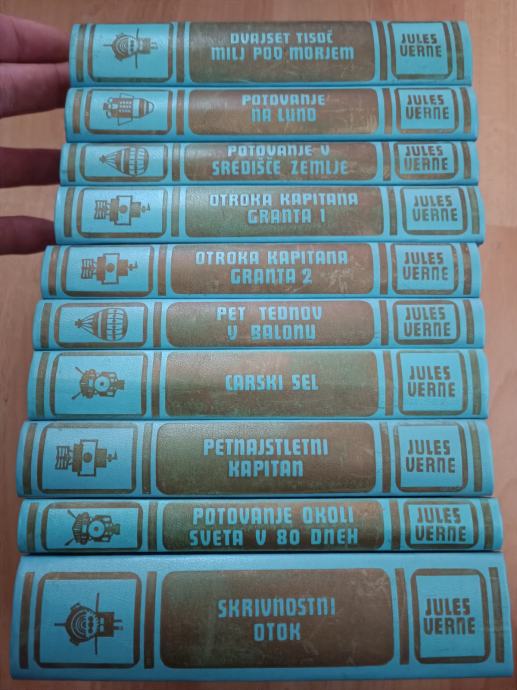 DVAJSET TISOČ
MILJ POD MORJEM
JULES
VERNE
POTOVANJE
NA LUNO
JULES
VERNE
POTOVANJE V
SREDIŠČE ZEMLJE
JULES
VERNE
OTROKA KAPITANA
GRANTA 1
JULES
VERNE
OTROKA KAPITANA
GRANTA 2
JULES
VERNE
PET TEDNOV
V BALONU
JULES
VERNE
CARSKI SEL
JULES
VERNE
PETNAJSTLETNI
KAPITAN
JULES
VERNE
POTOVANJE OKOLI
SVETA V 80 DNEH
JULES
VERNE
SKRIVNOSTNI
OTOK
JULES
VERNE